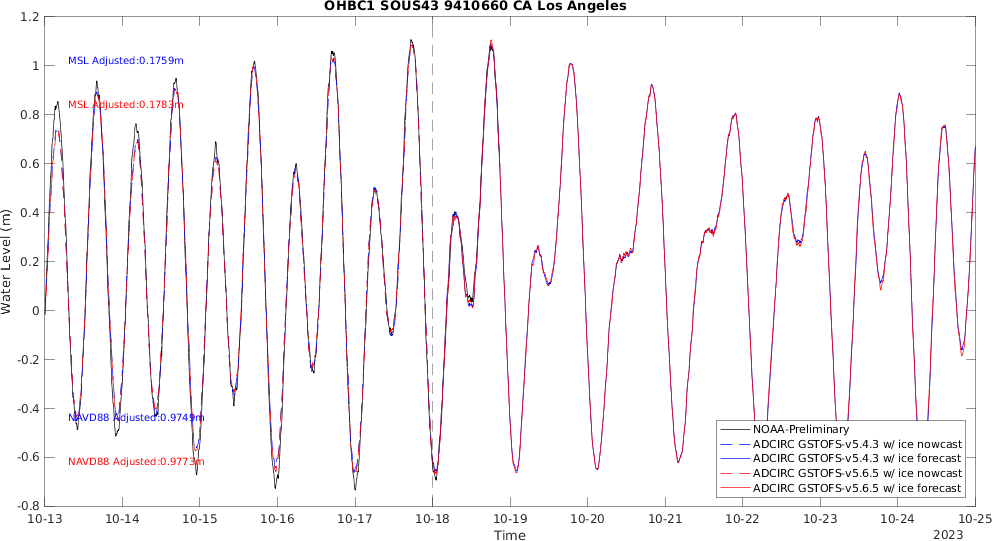 OHBC1 SOUS43 9410660 CA Los Angeles
1.2
1
0.8
0.6
0.4
0.2
0
-0.2
-0.4
-0.6
-0.8
Water Level (m)
MSL Adjusted:0.1759m
MSL Adjusted:0.1783m
NAVD88 Adjusted:0.9749m
NAVD88 Adjusted:0.9773m
NOAA-Preliminary
ADCIRC GSTOFS-v5.4.3 w/ ice nowcast
ADCIRC GSTOFS-v5.4.3 w/ ice forecast
ADCIRC GSTOFS-v5.6.5 w/ ice nowcast
ADCIRC GSTOFS-v5.6.5 w/ ice forecast
10-13 10-14 10-15 10-16 10-17 10-18 10-19 10-20 10-21 10-22 10-23 10-24 10-25
Time
2023